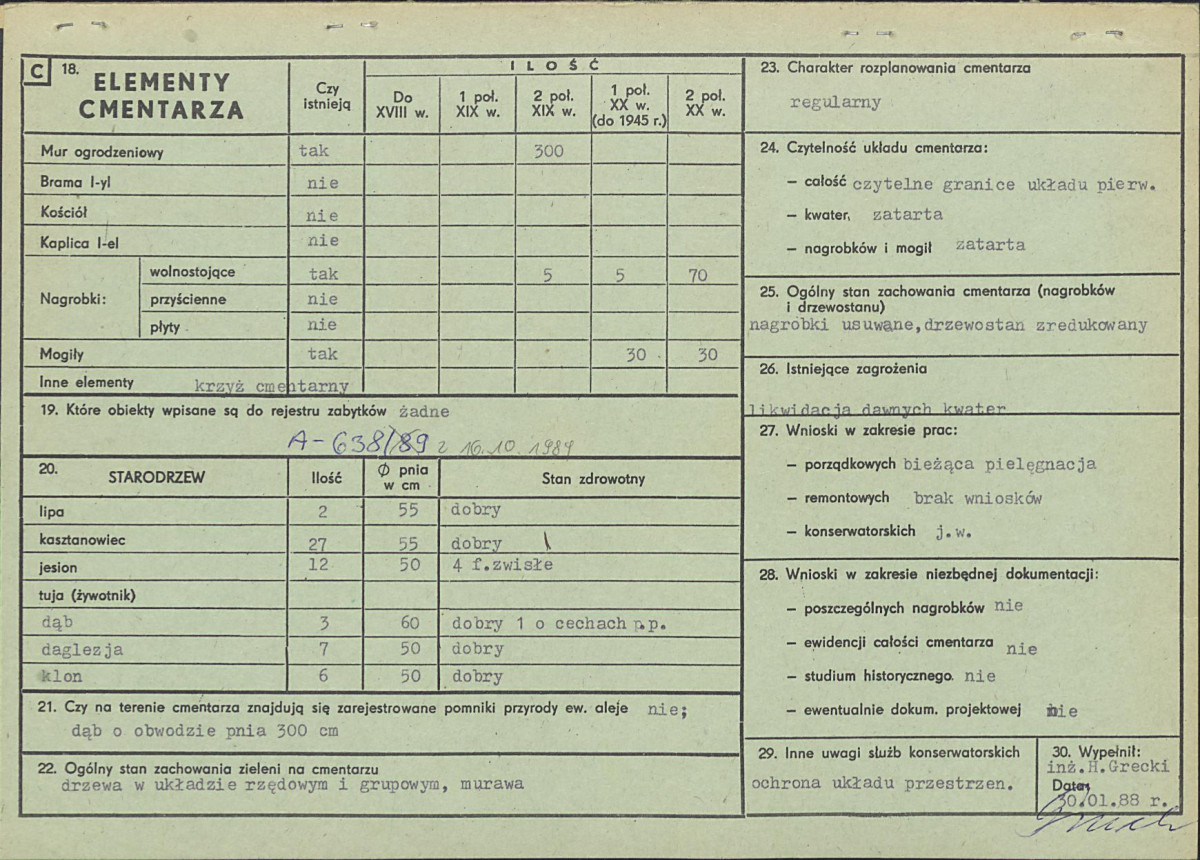 C 18. ELEMENTY CMENTARZA
Czy istnieją
ILOŚĆ
Do XVIII w.
1 poł. XIX w.
2 poł. XIX w.
1 poł. XX w. (do 1945 r.)
2 poł. XX w.
Mur ogrodzeniowy tak 300
Brama I-yl nie
Kościół nie
Kaplica I-el nie
Nagrobki: wolnostojące tak 5 5 70
przyścienne nie
płyty nie
Mogiły tak 30 30
Inne elementy krzyż cmentarny
19. Które obiekty wpisane są do rejestru zabytków żadne
A-638/89 z 16.10.1989
20. STARODRZEW Ilość Ø pnia w cm Stan zdrowotny
lipa 2 55 dobry
kasztanowiec 27 55 dobry
jesion 12 50 4 f.zwisłe
tuja (żywotnik)
dąb 3 60 dobry 1 o cechach p.p.
daglezja 7 50 dobry
klon 6 50 dobry
21. Czy na terenie cmentarza znajdują się zarejestrowane pomniki przyrody ew. aleje nie;
dąb o obwodzie pnia 300 cm
22. Ogólny stan zachowania zieleni na cmentarzu
drzewa w układzie rzędowym i grupowym, murawa
23. Charakter rozplanowania cmentarza
regularny
24. Czytelność układu cmentarza:
— całość czytelne granice układu pierw.
— kwater, zatarta
— nagrobków i mogił zatarta
25. Ogólny stan zachowania cmentarza (nagrobków
i drzewostanu)
nagrobki usuwane,drzewostan zredukowany
26. Istniejące zagrożenia
likwidacja dawnych kwater
27. Wnioski w zakresie prac:
— porządkowych bieżąca pielęgnacja
— remontowych brak wniosków
— konserwatorskich j.w.
28. Wnioski w zakresie niezbędnej dokumentacji:
— poszczególnych nagrobków nie
— ewidencji całości cmentarza nie
— studium historycznego. nie
— ewentualnie dokum. projektowej nie
29. Inne uwagi służb konserwatorskich
ochrona układu przestrzen.
30. Wypełnił:
inż.H.Grecki
Data:
30.01.88 r.